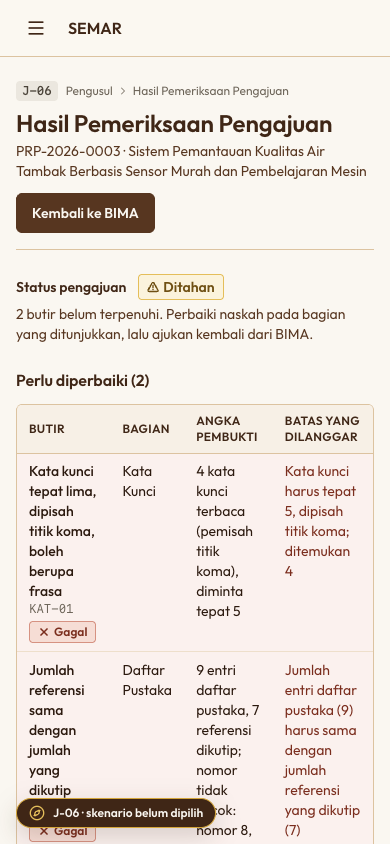 SEMAR
J-06 Pengusul > Hasil Pemeriksaan Pengajuan
Hasil Pemeriksaan Pengajuan
PRP-2026-0003 · Sistem Pemantauan Kualitas Air
Tambak Berbasis Sensor Murah dan Pembelajaran Mesin
Kembali ke BIMA
Status pengajuan Ditahan
2 butir belum terpenuhi. Perbaiki naskah pada bagian
yang ditunjukkan, lalu ajukan kembali dari BIMA.
Perlu diperbaiki (2)
BUTIR
BAGIAN
ANGKA
PEMBUKTI
BATAS YANG
DILANGGAR
Kata kunci
tepat lima,
dipisah
titik koma,
boleh
berupa
frasa
KAT-01
Gagal
Kata
Kunci
4 kata
kunci
terbaca
(pemisah
titik
koma),
diminta
tepat 5
Kata kunci
harus tepat
5, dipisah
titik koma;
ditemukan
4
Jumlah
referensi
sama
dengan
jumlah
yang
dikutip
Gagal
Daftar
Pustaka
9 entri
daftar
pustaka, 7
referensi
dikutip;
nomor
tidak
nomor 8,
Jumlah
entri daftar
pustaka (9)
harus sama
dengan
jumlah
referensi
yang dikutip
(7)
J-06 · skenario belum dipilih